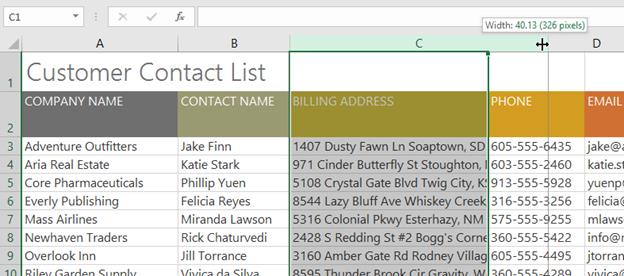 C1
fx
Width: 40.13 (326 pixels)
A B C D
1 Customer Contact List
2 COMPANY NAME CONTACT NAME BILLING ADDRESS PHONE EMAIL
3 Adventure Outfitters Jake Finn 1407 Dusty Fawn Ln Soaptown, SD 605-555-6435 jake@a
4 Aria Real Estate Katie Stark 971 Cinder Butterfly St Stoughton, I 603-555-2460 katie.st
5 Core Pharmaceuticals Phillip Yuen 5108 Crystal Gate Blvd Twig City, KS 913-555-5928 yuenp@
6 Everly Publishing Felicia Reyes 8544 Lazy Bluff Ave Whiskey Creek 316-555-3256 felicia@
7 Mass Airlines Miranda Lawson 5316 Colonial Pkwy Esterhazy, NM 575-555-9255 mlaws
8 Newhaven Traders Rick Chaturvedi 2428 S Redding St #2 Bogg's Corne 360-555-5422 info@
9 Overlook Inn Jill Torrance 3160 Amber Gate Rd Rodney Villag 605-555-4495 jtorran
10 Riley Garden Supply Vivica da Silva 8595 Thunder Brook Cir Gravity, W 360-555-